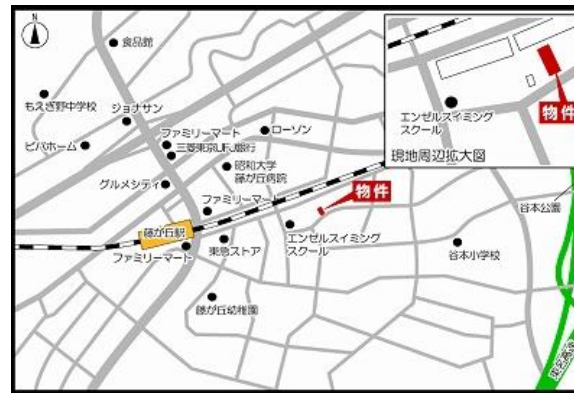 N
食品館
もえぎ野中学校
ジョナサン
ビバホーム
ファミリーマート
三菱東京UFJ銀行
ローソン
昭和大学
藤が丘病院
グルメシティ
ファミリーマート
物件
藤が丘駅
ファミリーマート
東急ストア
エンゼルスイミング
スクール
藤が丘幼稚園
谷本小学校
谷本公園
東名高速
エンゼルスイミング
スクール
物件
現地周辺拡大図